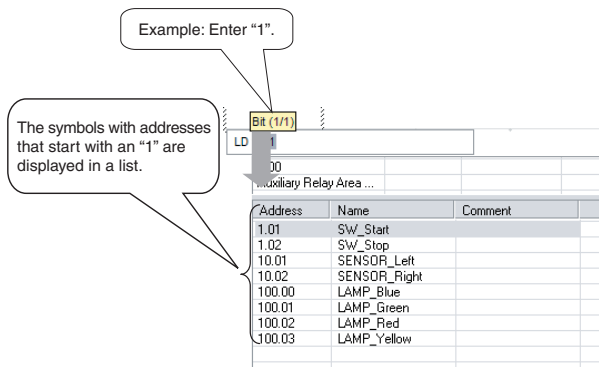 Example: Enter “1”.
Bit (1/1)
The symbols with addresses
that start with an “1” are
displayed in a list.
LD 1
00
Auxiliary Relay Area ...
Address Name Comment
1.01 SW_Start
1.02 SW_Stop
10.01 SENSOR_Left
10.02 SENSOR_Right
100.00 LAMP_Blue
100.01 LAMP_Green
100.02 LAMP_Red
100.03 LAMP_Yellow